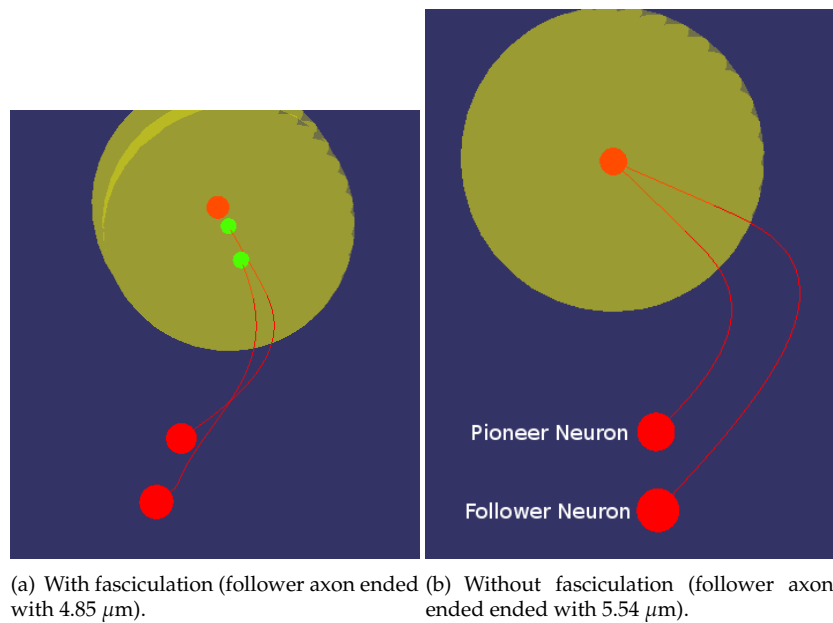 Pioneer Neuron
Follower Neuron
(a) With fasciculation (follower axon ended
with 4.85 μm).
(b) Without fasciculation (follower axon
ended ended with 5.54 μm).